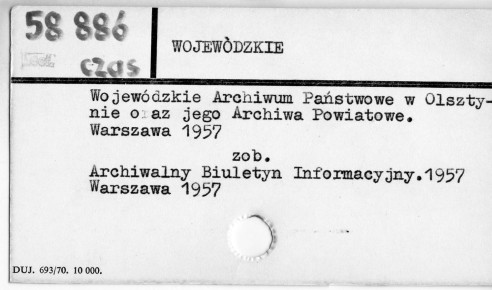 58 886
czas
WOJEWÒDZKIE
Wojewódzkie Archiwum Państwowe w Olszty-
nie oraz jego Archiwa Powiatowe.
Warszawa 1957
zob.
Archiwalny Biuletyn Informacyjny.1957
Warszawa 1957
DUJ. 693/70. 10 000.